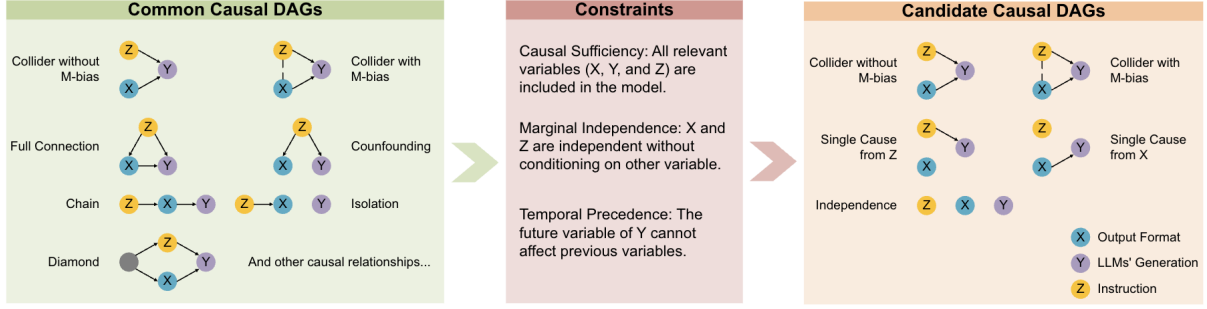 Common Causal DAGs
Collider without
M-bias
Z
X
Y
Z
X
Y
Collider with
M-bias
Full Connection
Z
X
Y
Z
X
Y
Counfounding
Chain
Z
X
Y
Z
X
Y
Isolation
Diamond
Z
X
Y
And other causal relationships...
Constraints
Causal Sufficiency: All relevant
variables (X, Y, and Z) are
included in the model.
Marginal Independence: X and
Z are independent without
conditioning on other variable.
Temporal Precedence: The
future variable of Y cannot
affect previous variables.
Candidate Causal DAGs
Collider without
M-bias
Z
X
Y
Z
X
Y
Collider with
M-bias
Single Cause
from Z
Z
X
Y
Z
X
Y
Single Cause
from X
Independence
Z
X
Y
X Output Format
Y LLMs' Generation
Z Instruction